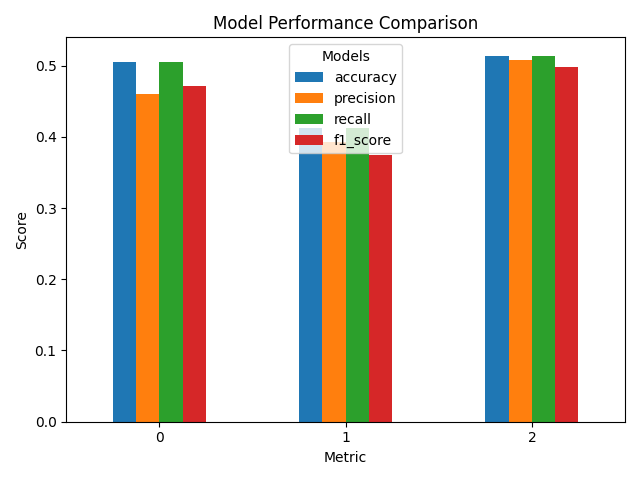 Model Performance Comparison
Models
accuracy
precision
recall
f1_score
Score
0.5
0.4
0.3
0.2
0.1
0.0
0 1 2
Metric